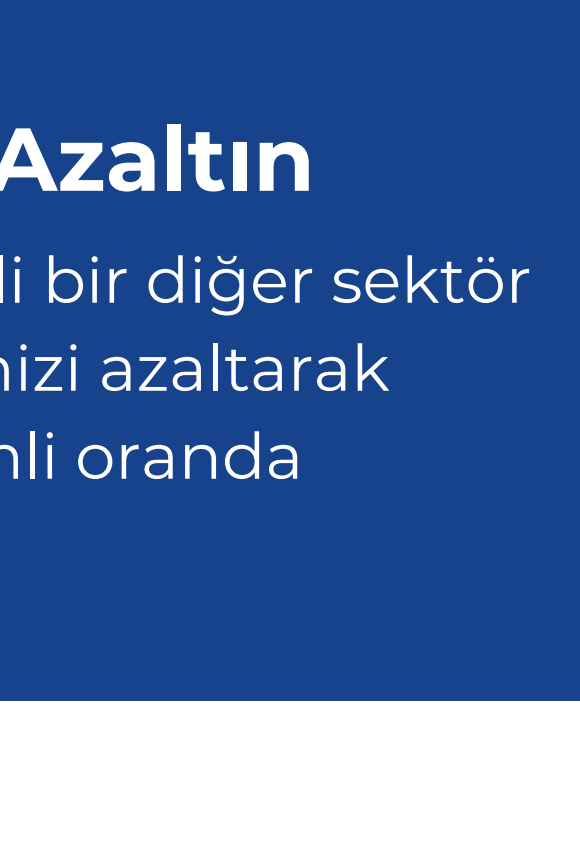 Azaltın
li bir diğer sektör
nizi azaltarak
nli oranda